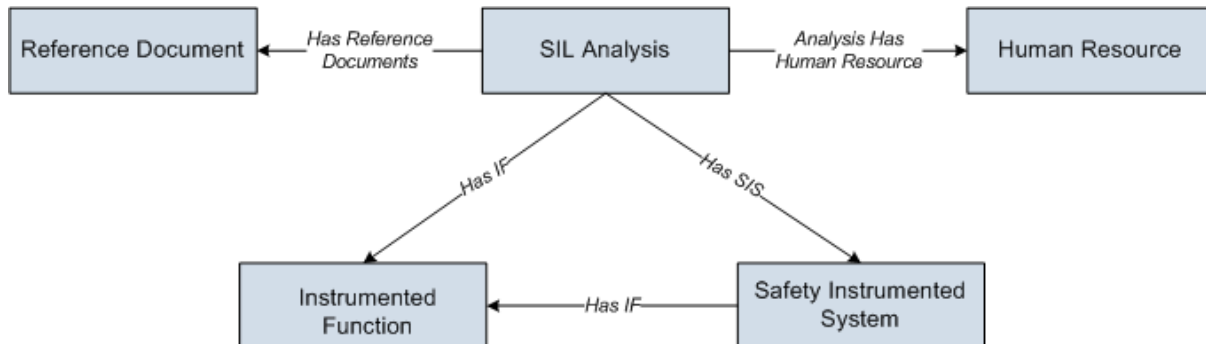 Reference Document
Has Reference
Documents
SIL Analysis
Analysis Has
Human Resource
Human Resource
Has IF
Has SIS
Instrumented
Function
Has IF
Safety Instrumented
System